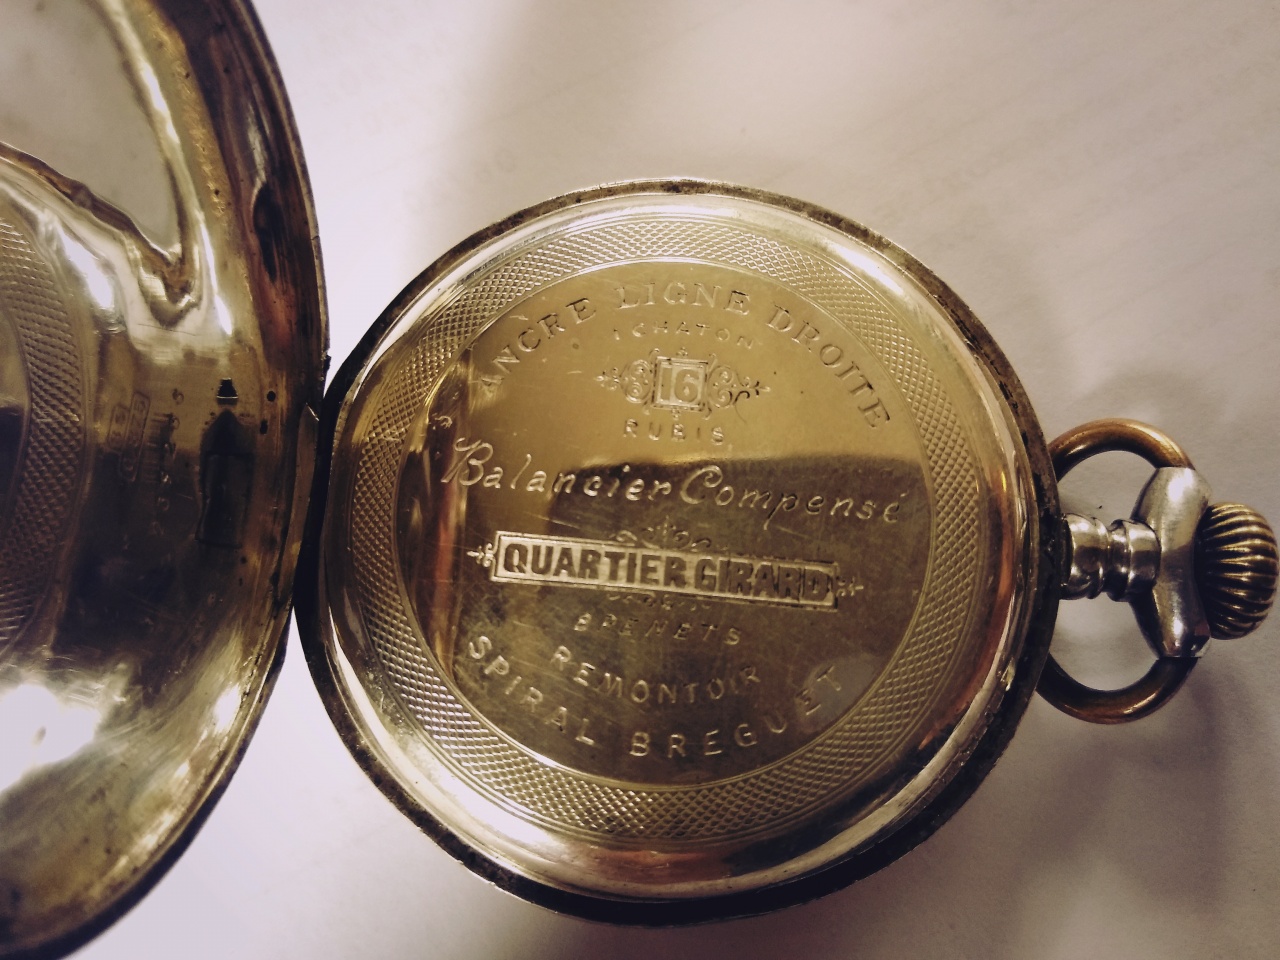 ANCRE LIGNE DROITE
1 CHATON
16
RUBIS
Balancier Compensé
QUARTIER GIRARD
BRENETS
REMONTOIR
SPIRAL BREGUET